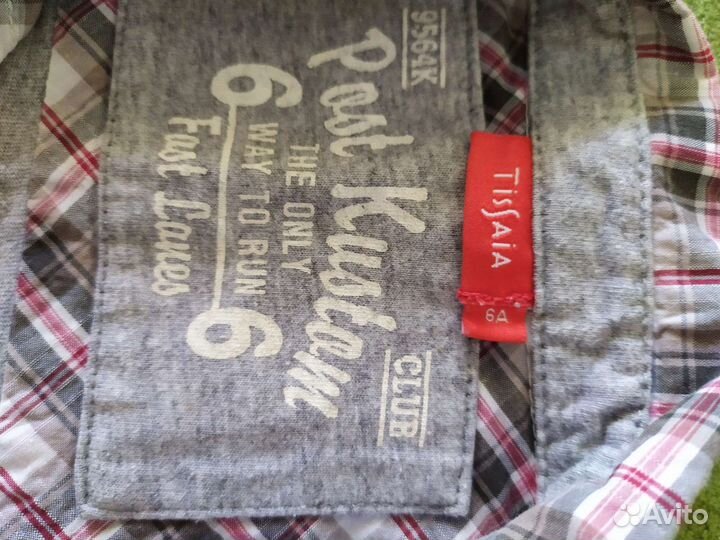 9564K
Post Kustom
CLUB
THE ONLY
6 WAY TO RUN 6
Fast Lanes
TISSAIA
6A
Avito